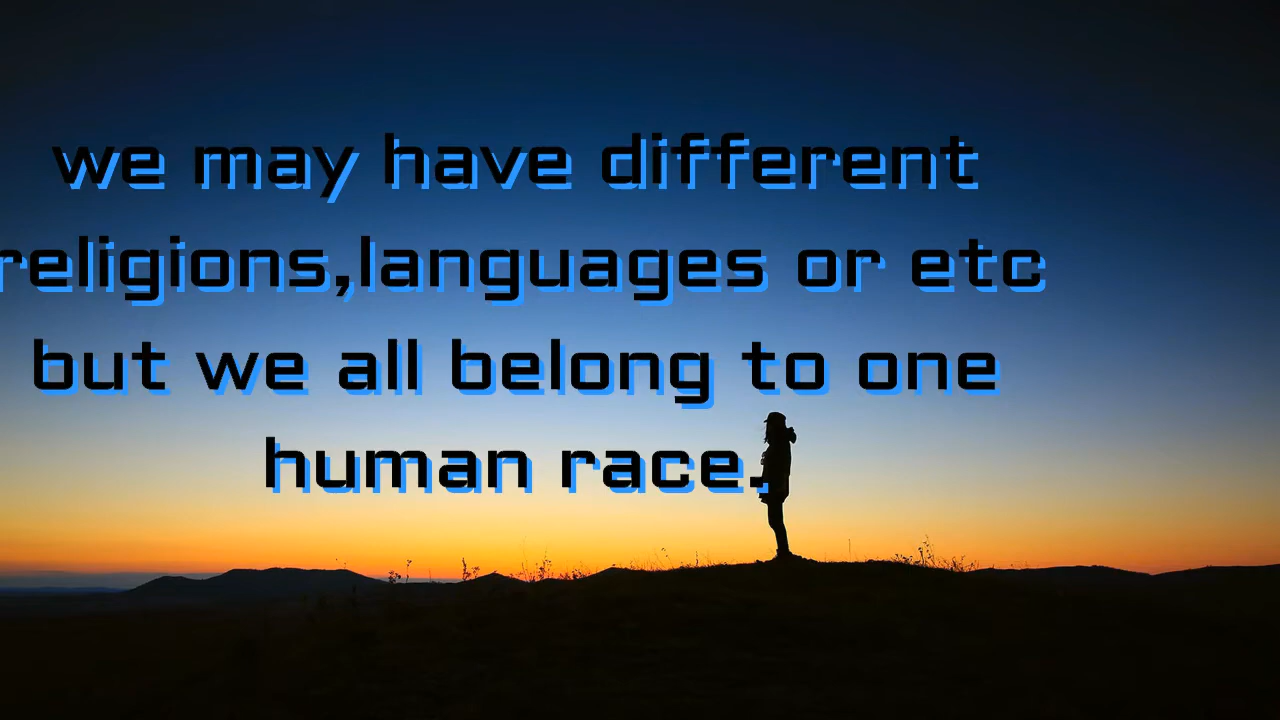 we may have different
religions,languages or etc
but we all belong to one
human race.